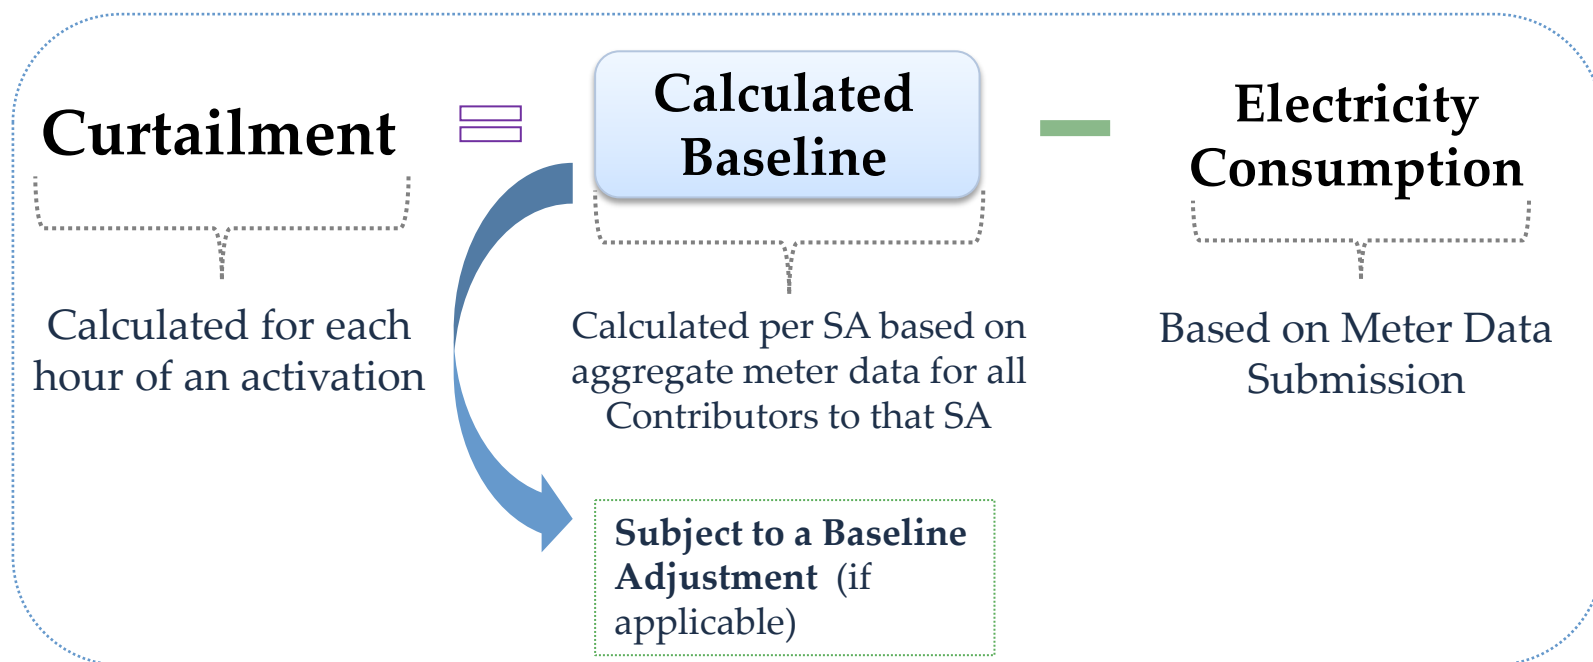 Curtailment
Calculated
Baseline
Electricity
Consumption
Calculated for each
hour of an activation
Calculated per SA based on
aggregate meter data for all
Contributors to that SA
Based on Meter Data
Submission
Subject to a Baseline
Adjustment (if
applicable)